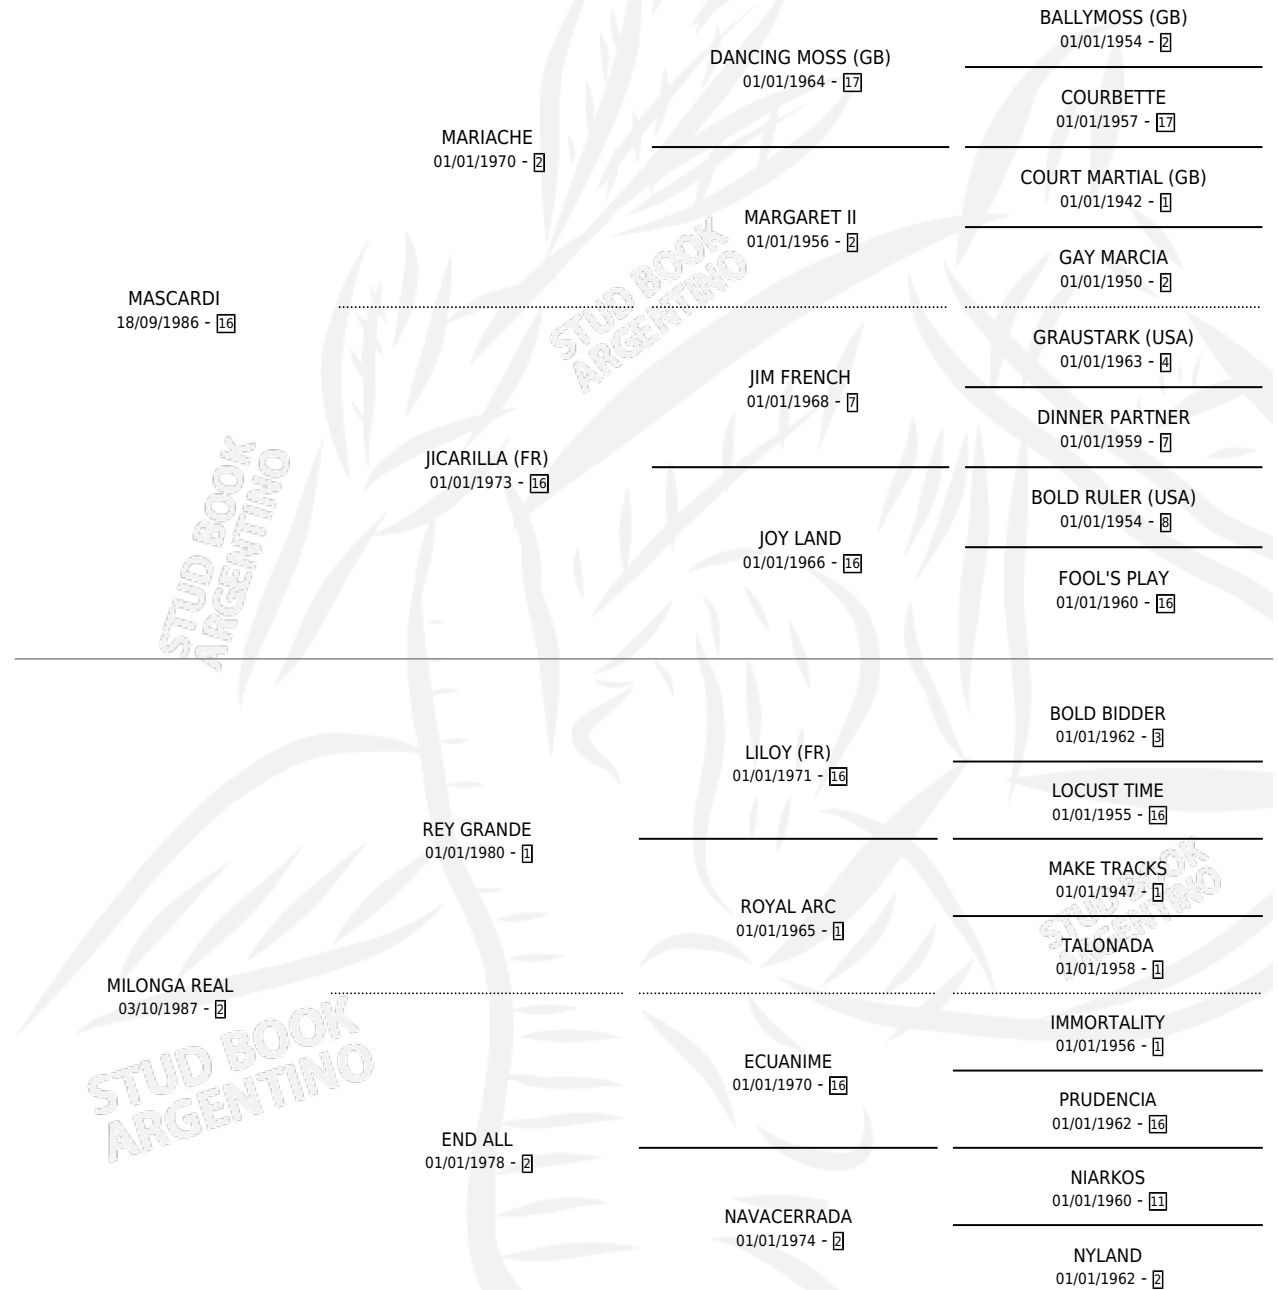 BALLYMOSS (GB)
01/01/1954 - 2
DANCING MOSS (GB)
01/01/1964 - 17
COURBETTE
01/01/1957 - 17
MARIACHE
01/01/1970 - 2
COURT MARTIAL (GB)
01/01/1942 - 1
MARGARET II
01/01/1956 - 2
GAY MARCIA
01/01/1950 - 2
MASCARDI
18/09/1986 - 16
GRAUSTARK (USA)
01/01/1963 - 4
JIM FRENCH
01/01/1968 - 7
DINNER PARTNER
01/01/1959 - 7
JICARILLA (FR)
01/01/1973 - 16
BOLD RULER (USA)
01/01/1954 - 8
JOY LAND
01/01/1966 - 16
FOOL'S PLAY
01/01/1960 - 16
BOLD BIDDER
01/01/1962 - 3
LILOY (FR)
01/01/1971 - 16
LOCUST TIME
01/01/1955 - 16
REY GRANDE
01/01/1980 - 1
MAKE TRACKS
01/01/1947 - 1
ROYAL ARC
01/01/1965 - 1
TALONADA
01/01/1958 - 1
MILONGA REAL
03/10/1987 - 2
IMMORTALITY
01/01/1956 - 1
ECUANIME
01/01/1970 - 16
PRUDENCIA
01/01/1962 - 16
END ALL
01/01/1978 - 2
NIARKOS
01/01/1960 - 11
NAVACERRADA
01/01/1974 - 2
NYLAND
01/01/1962 - 2
STUD BOOK
ARGENTINO
STUD BOOK
ARGENTINO
STUD BOOK
ARGENTINO
STUD BOOK
ARGENTINO